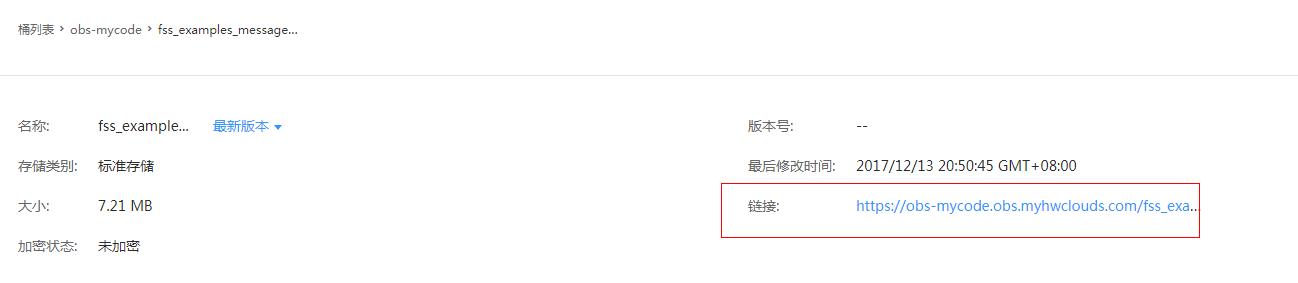 桶列表 › obs-mycode › fss_examples_message...
名称: fss_example... 最新版本
版本号: --
存储类别: 标准存储
最后修改时间: 2017/12/13 20:50:45 GMT+08:00
大小: 7.21 MB
链接: https://obs-mycode.obs.myhwclouds.com/fss_exa...
加密状态: 未加密